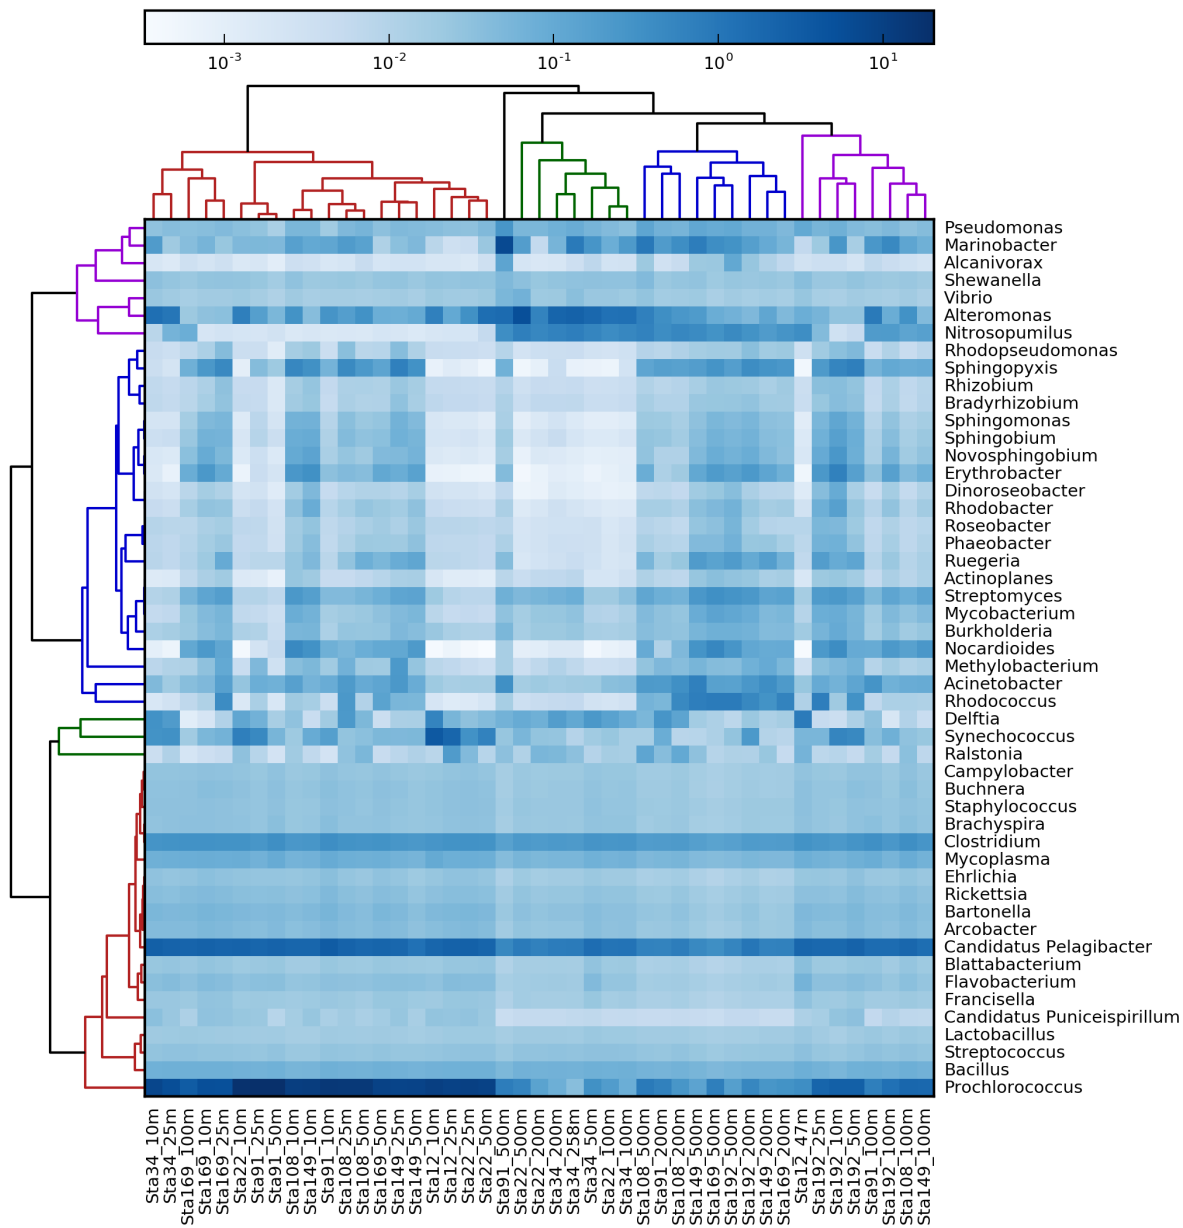 10^-3 10^-2 10^-1 10^0 10^1
Pseudomonas
Marinobacter
Alcanivorax
Shewanella
Vibrio
Alteromonas
Nitrosopumilus
Rhodopseudomonas
Sphingopyxis
Rhizobium
Bradyrhizobium
Sphingomonas
Sphingobium
Novosphingobium
Erythrobacter
Dinoroseobacter
Rhodobacter
Roseobacter
Phaeobacter
Ruegeria
Actinoplanes
Streptomyces
Mycobacterium
Burkholderia
Nocardioides
Methylobacterium
Acinetobacter
Rhodococcus
Delftia
Synechococcus
Ralstonia
Campylobacter
Buchnera
Staphylococcus
Brachyspira
Clostridium
Mycoplasma
Ehrlichia
Rickettsia
Bartonella
Arcobacter
Candidatus Pelagibacter
Blattabacterium
Flavobacterium
Francisella
Candidatus Puniceispirillum
Lactobacillus
Streptococcus
Bacillus
Prochlorococcus
Sta34_10m
Sta34_25m
Sta169_100m
Sta169_10m
Sta169_25m
Sta22_10m
Sta91_25m
Sta91_50m
Sta108_10m
Sta149_10m
Sta108_25m
Sta108_50m
Sta169_50m
Sta149_25m
Sta149_50m
Sta12_10m
Sta12_25m
Sta22_25m
Sta22_50m
Sta91_500m
Sta22_500m
Sta22_200m
Sta34_200m
Sta34_258m
Sta34_50m
Sta22_100m
Sta34_100m
Sta108_500m
Sta91_200m
Sta108_200m
Sta149_500m
Sta169_500m
Sta192_500m
Sta192_200m
Sta149_200m
Sta169_200m
Sta12_47m
Sta192_25m
Sta192_10m
Sta192_50m
Sta91_100m
Sta192_100m
Sta108_100m
Sta149_100m